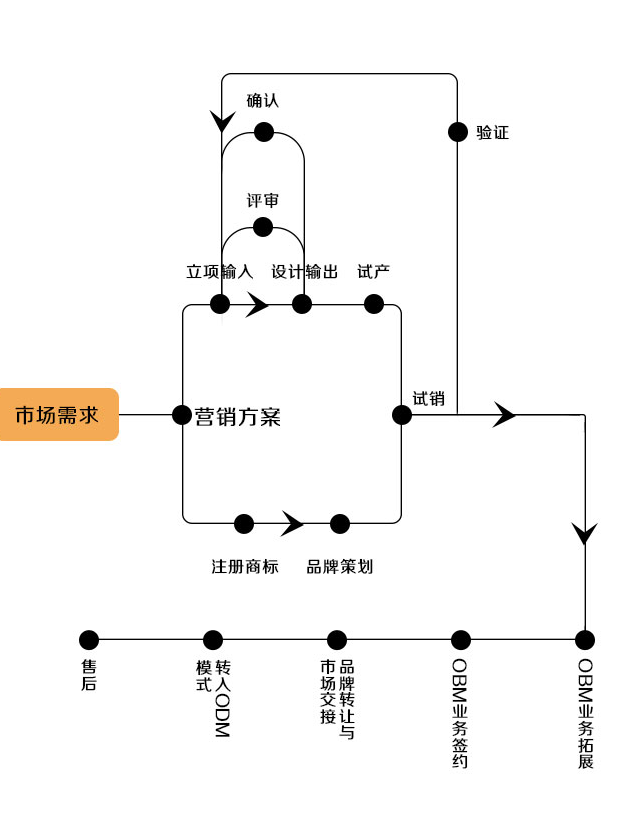 确认
验证
评审
立项输入
设计输出
试产
市场需求
营销方案
试销
注册商标
品牌策划
售后
转入ODM
模式
品牌转让与
市场交接
OBM业务签约
OBM业务拓展